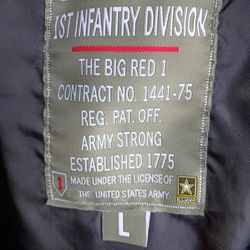 1ST INFANTRY DIVISION
THE BIG RED 1
CONTRACT NO. 1441-75
REG. PAT. OFF.
ARMY STRONG
ESTABLISHED 1775
MADE UNDER THE LICENSE OF
THE UNITED STATES ARMY
1
L